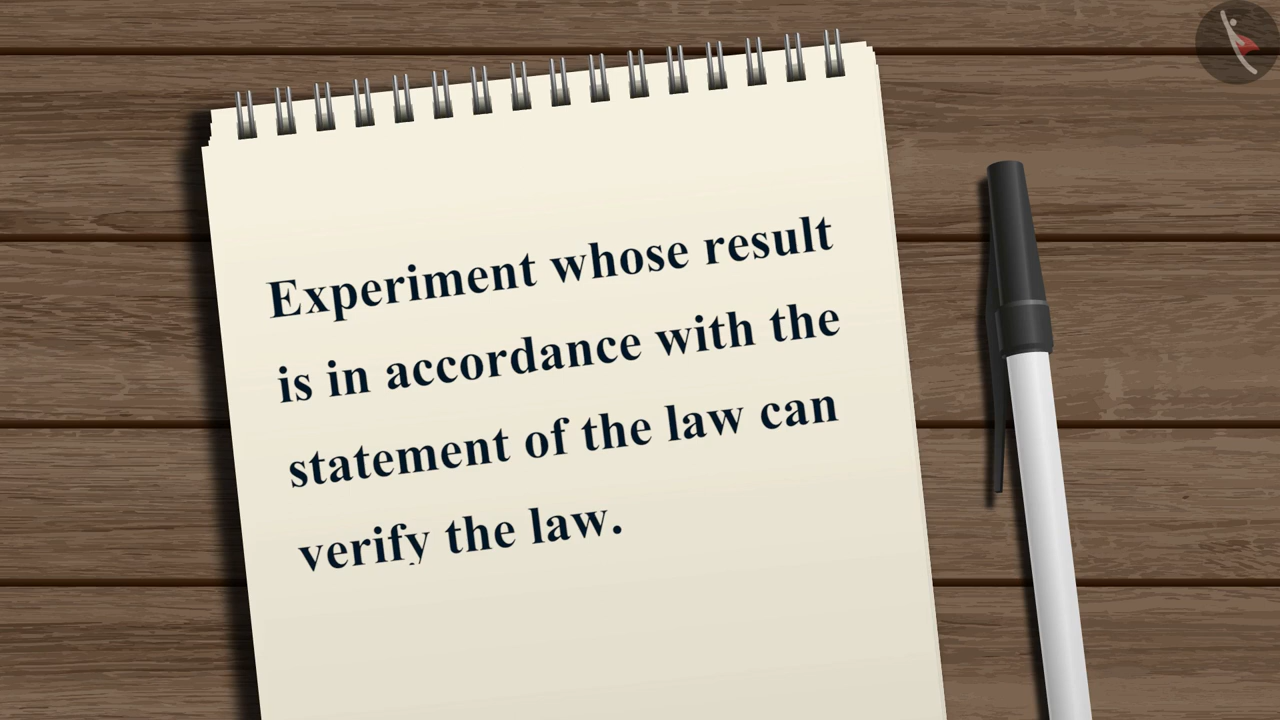 Experiment whose result
is in accordance with the
statement of the law can
verify the law.